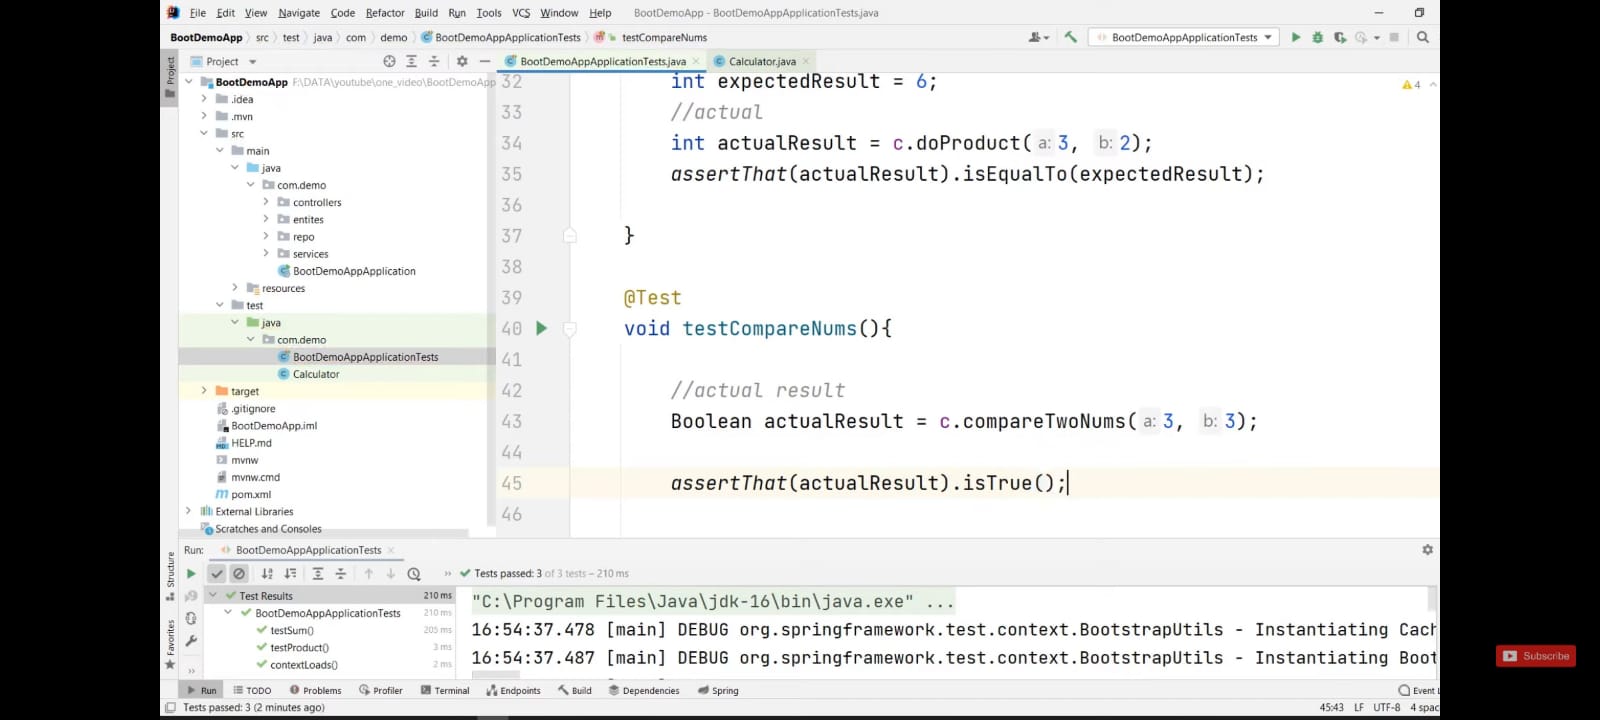 File Edit View Navigate Code Refactor Build Run Tools VCS Window Help BootDemoApp - BootDemoAppApplicationTests.java
BootDemoApp src test java com demo BootDemoAppApplicationTests testCompareNums BootDemoAppApplicationTests
Project
Project
BootDemoAppApplicationTests.java
Calculator.java
BootDemoApp F:\DATA\youtube\one_video\BootDemoApp
.idea
.mvn
src
main
java
com.demo
controllers
entites
repo
services
BootDemoAppApplication
resources
test
java
com.demo
BootDemoAppApplicationTests
Calculator
target
.gitignore
BootDemoApp.iml
HELP.md
mvnw
mvnw.cmd
pom.xml
External Libraries
Scratches and Consoles
4
32 int expectedResult = 6;
33 //actual
34 int actualResult = c.doProduct( a: 3, b: 2);
35 assertThat(actualResult).isEqualTo(expectedResult);
36
37 }
38
39 @Test
40 void testCompareNums(){
41
42 //actual result
43 Boolean actualResult = c.compareTwoNums( a: 3, b: 3);
44
45 assertThat(actualResult).isTrue();
46
Structure
Favorites
Run: BootDemoAppApplicationTests
Tests passed: 3 of 3 tests – 210 ms
Test Results 210 ms
BootDemoAppApplicationTests 210 ms
testSum() 205 ms
testProduct() 3 ms
contextLoads() 2 ms
"C:\Program Files\Java\jdk-16\bin\java.exe" ...
16:54:37.478 [main] DEBUG org.springframework.test.context.BootstrapUtils - Instantiating Cach
16:54:37.487 [main] DEBUG org.springframework.test.context.BootstrapUtils - Instantiating Boot
Subscribe
Run TODO Problems Profiler Terminal Endpoints Build Dependencies Spring Event L
Tests passed: 3 (2 minutes ago) 45:43 LF UTF-8 4 spac